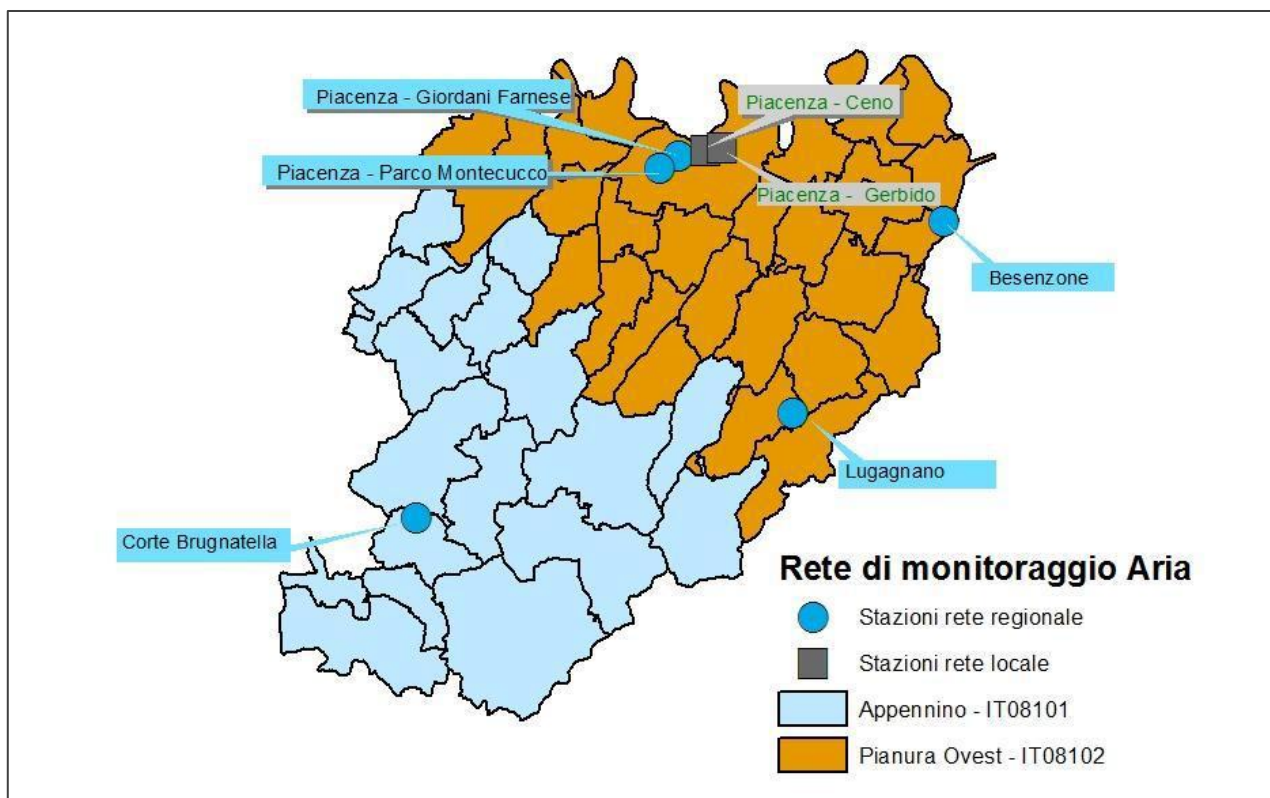 Piacenza - Giordani Farnese
Piacenza - Ceno
Piacenza - Parco Montecucco
Piacenza - Gerbido
Besenzone
Lugagnano
Corte Brugnatella
Rete di monitoraggio Aria
Stazioni rete regionale
Stazioni rete locale
Appennino - IT08101
Pianura Ovest - IT08102